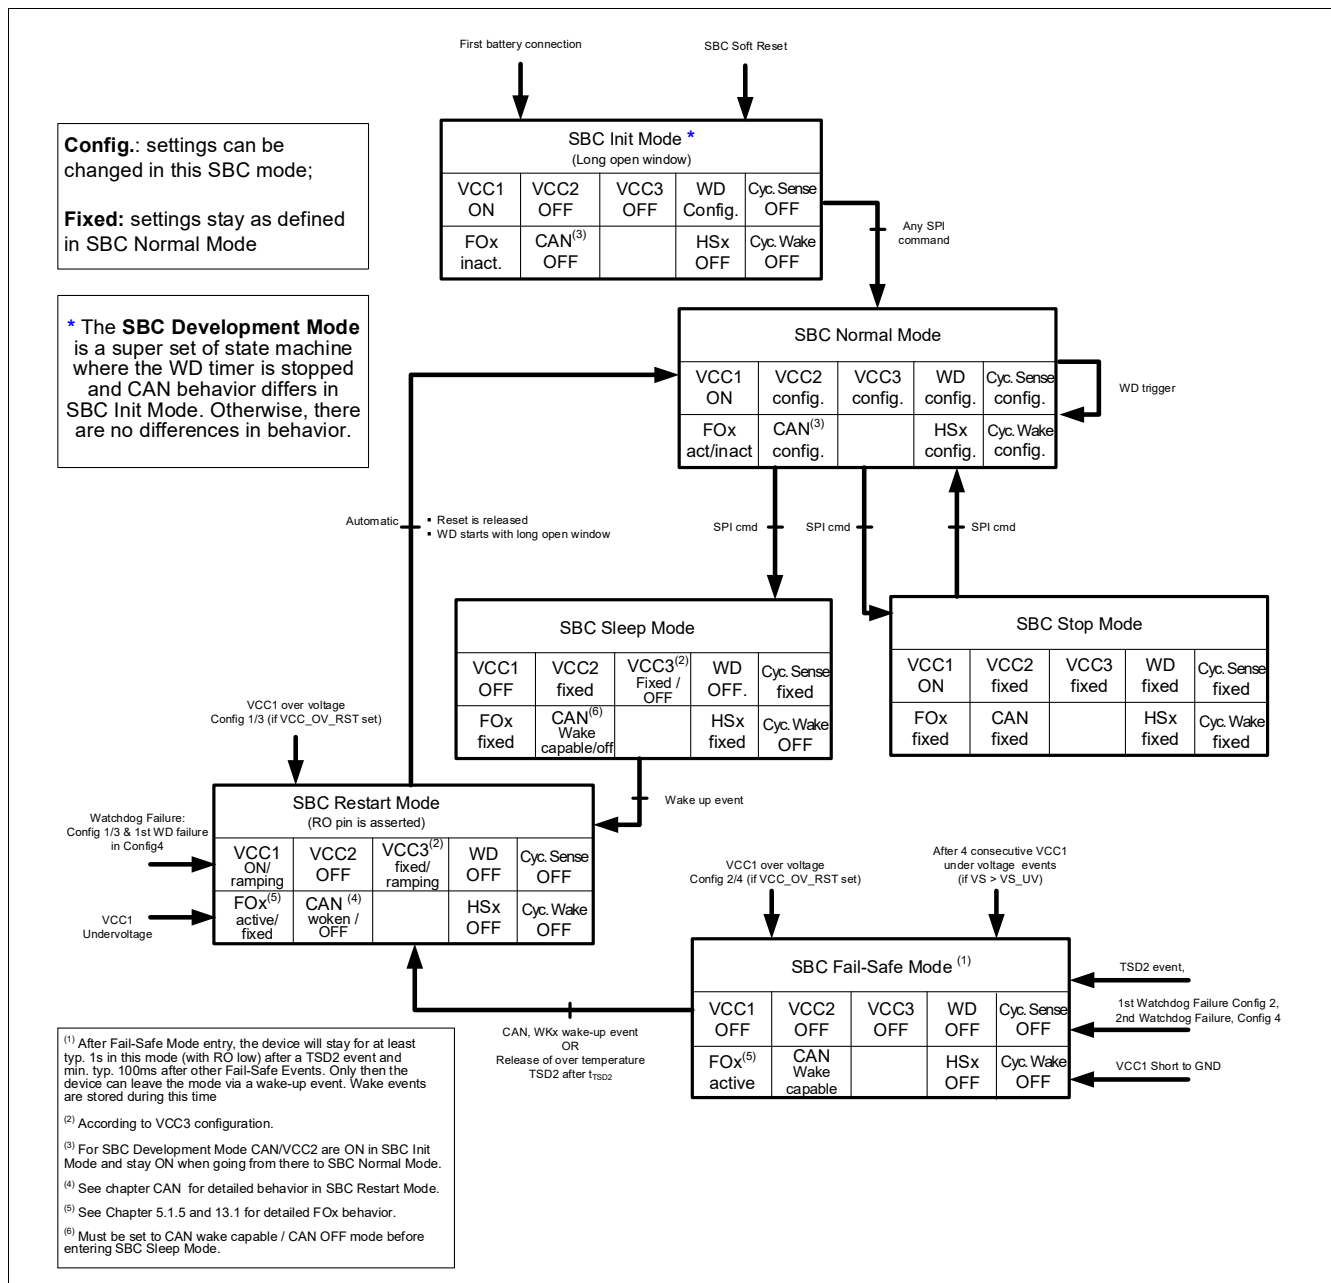 First battery connection
SBC Soft Reset
Config.: settings can be
changed in this SBC mode;
Fixed: settings stay as defined
in SBC Normal Mode
* The SBC Development Mode
is a super set of state machine
where the WD timer is stopped
and CAN behavior differs in
SBC Init Mode. Otherwise, there
are no differences in behavior.
SBC Init Mode *
(Long open window)
VCC1 VCC2 VCC3 WD Cyc. Sense
ON OFF OFF Config. OFF
FOx CAN(3) HSx Cyc. Wake
inact. OFF OFF OFF
Any SPI
command
SBC Normal Mode
VCC1 VCC2 VCC3 WD Cyc. Sense
ON config. config. config. config.
FOx CAN(3) HSx Cyc. Wake
act/inact config. config. config.
WD trigger
Automatic
▪ Reset is released
▪ WD starts with long open window
SPI cmd
SPI cmd
SPI cmd
SBC Sleep Mode
VCC1 VCC2 VCC3(2) WD Cyc. Sense
OFF fixed Fixed / OFF OFF. fixed
FOx CAN(6) HSx Cyc. Wake
fixed Wake capable/off fixed OFF
SBC Stop Mode
VCC1 VCC2 VCC3 WD Cyc. Sense
ON fixed fixed fixed fixed
FOx CAN HSx Cyc. Wake
fixed fixed fixed fixed
VCC1 over voltage
Config 1/3 (if VCC_OV_RST set)
Wake up event
Watchdog Failure:
Config 1/3 & 1st WD failure
in Config4
VCC1
Undervoltage
SBC Restart Mode
(RO pin is asserted)
VCC1 VCC2 VCC3(2) WD Cyc. Sense
ON/ ramping OFF fixed/ ramping OFF OFF
FOx(5) CAN (4) HSx Cyc. Wake
active/ fixed woken / OFF OFF OFF
VCC1 over voltage
Config 2/4 (if VCC_OV_RST set)
After 4 consecutive VCC1
under voltage events
(if VS > VS_UV)
SBC Fail-Safe Mode (1)
VCC1 VCC2 VCC3 WD Cyc. Sense
OFF OFF OFF OFF OFF
FOx(5) CAN HSx Cyc. Wake
active Wake capable OFF OFF
TSD2 event,
1st Watchdog Failure Config 2,
2nd Watchdog Failure, Config 4
VCC1 Short to GND
CAN, WKx wake-up event
OR
Release of over temperature
TSD2 after tTSD2
(1) After Fail-Safe Mode entry, the device will stay for at least
typ. 1s in this mode (with RO low) after a TSD2 event and
min. typ. 100ms after other Fail-Safe Events. Only then the
device can leave the mode via a wake-up event. Wake events
are stored during this time
(2) According to VCC3 configuration.
(3) For SBC Development Mode CAN/VCC2 are ON in SBC Init
Mode and stay ON when going from there to SBC Normal Mode.
(4) See chapter CAN for detailed behavior in SBC Restart Mode.
(5) See Chapter 5.1.5 and 13.1 for detailed FOx behavior.
(6) Must be set to CAN wake capable / CAN OFF mode before
entering SBC Sleep Mode.